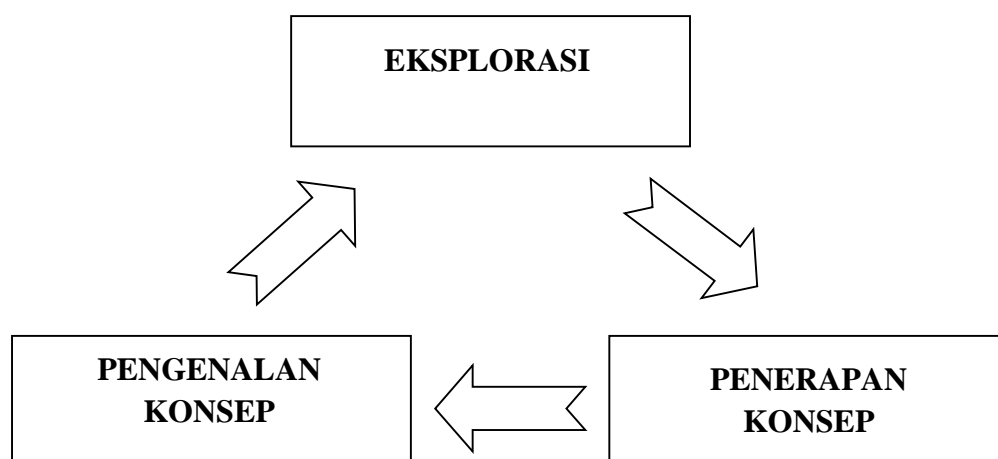 EKSPLORASI
PENGENALAN
KONSEP
PENERAPAN
KONSEP